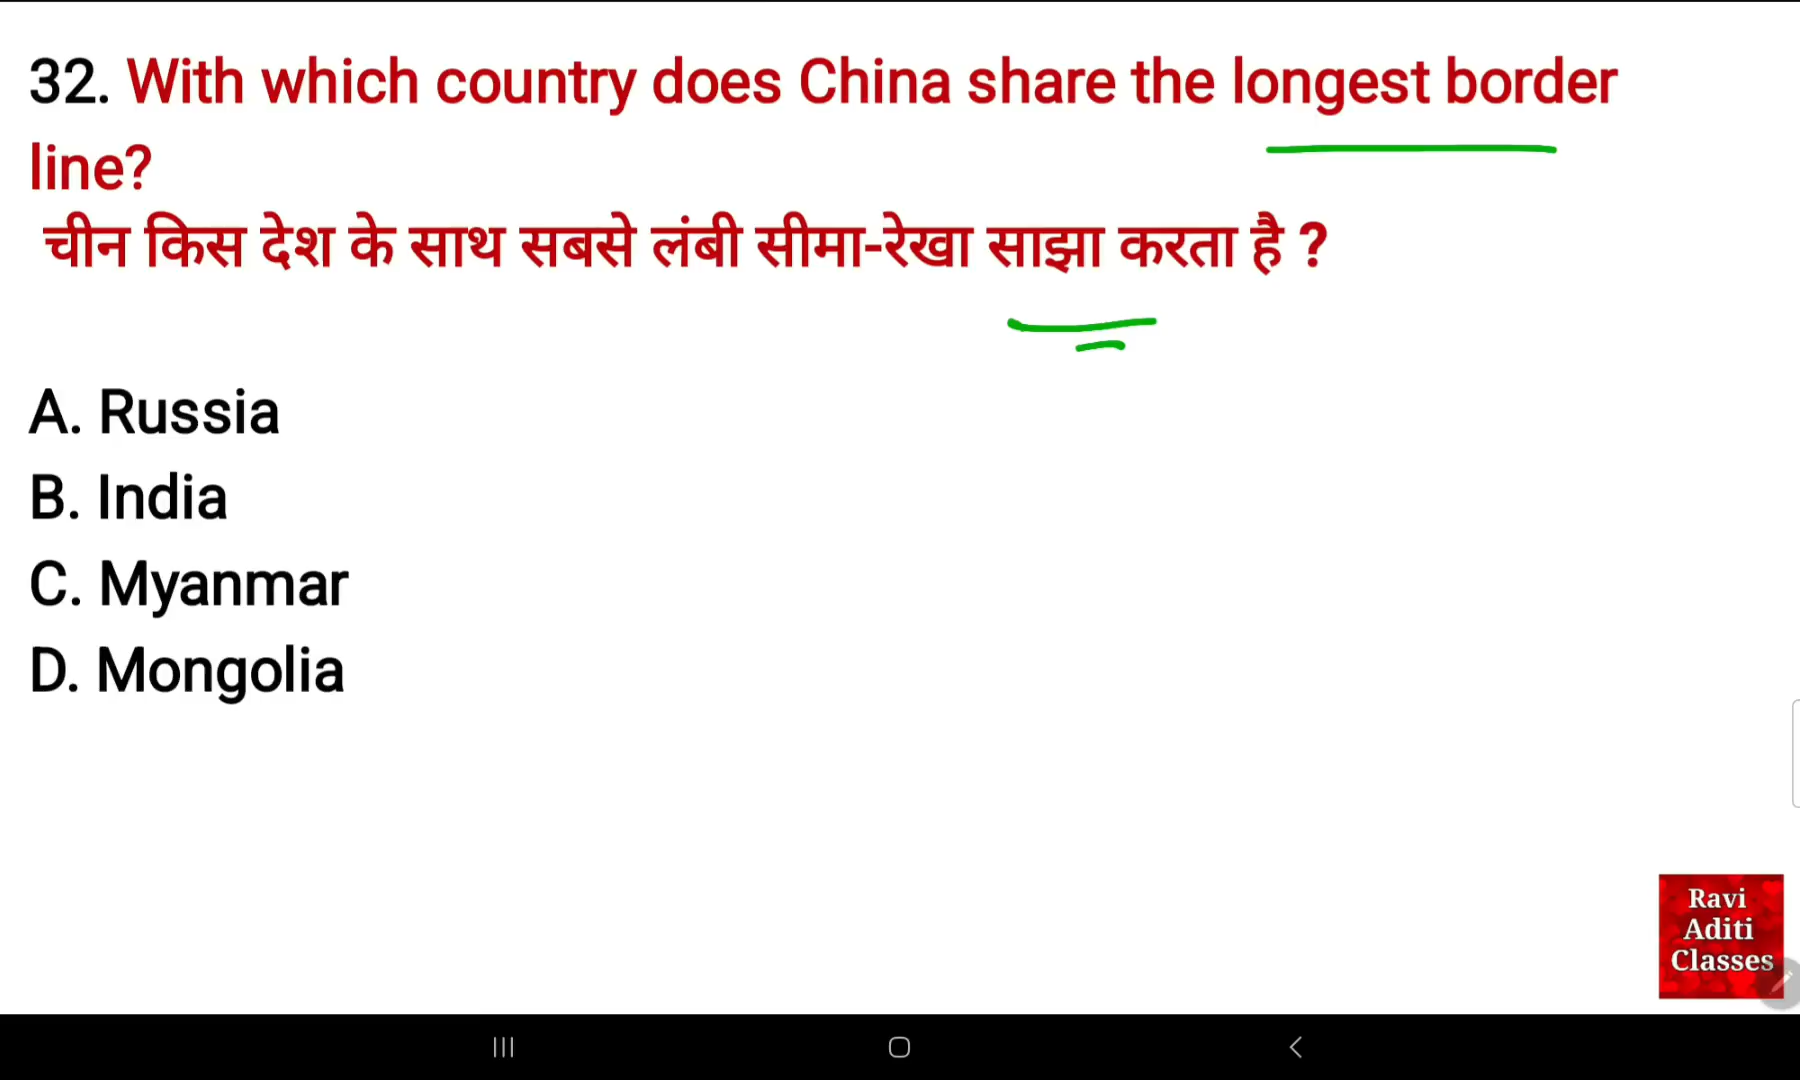 32. With which country does China share the longest border
line?
चीन किस देश के साथ सबसे लंबी सीमा-रेखा साझा करता है ?
A. Russia
B. India
C. Myanmar
D. Mongolia
Ravi
Aditi
Classes